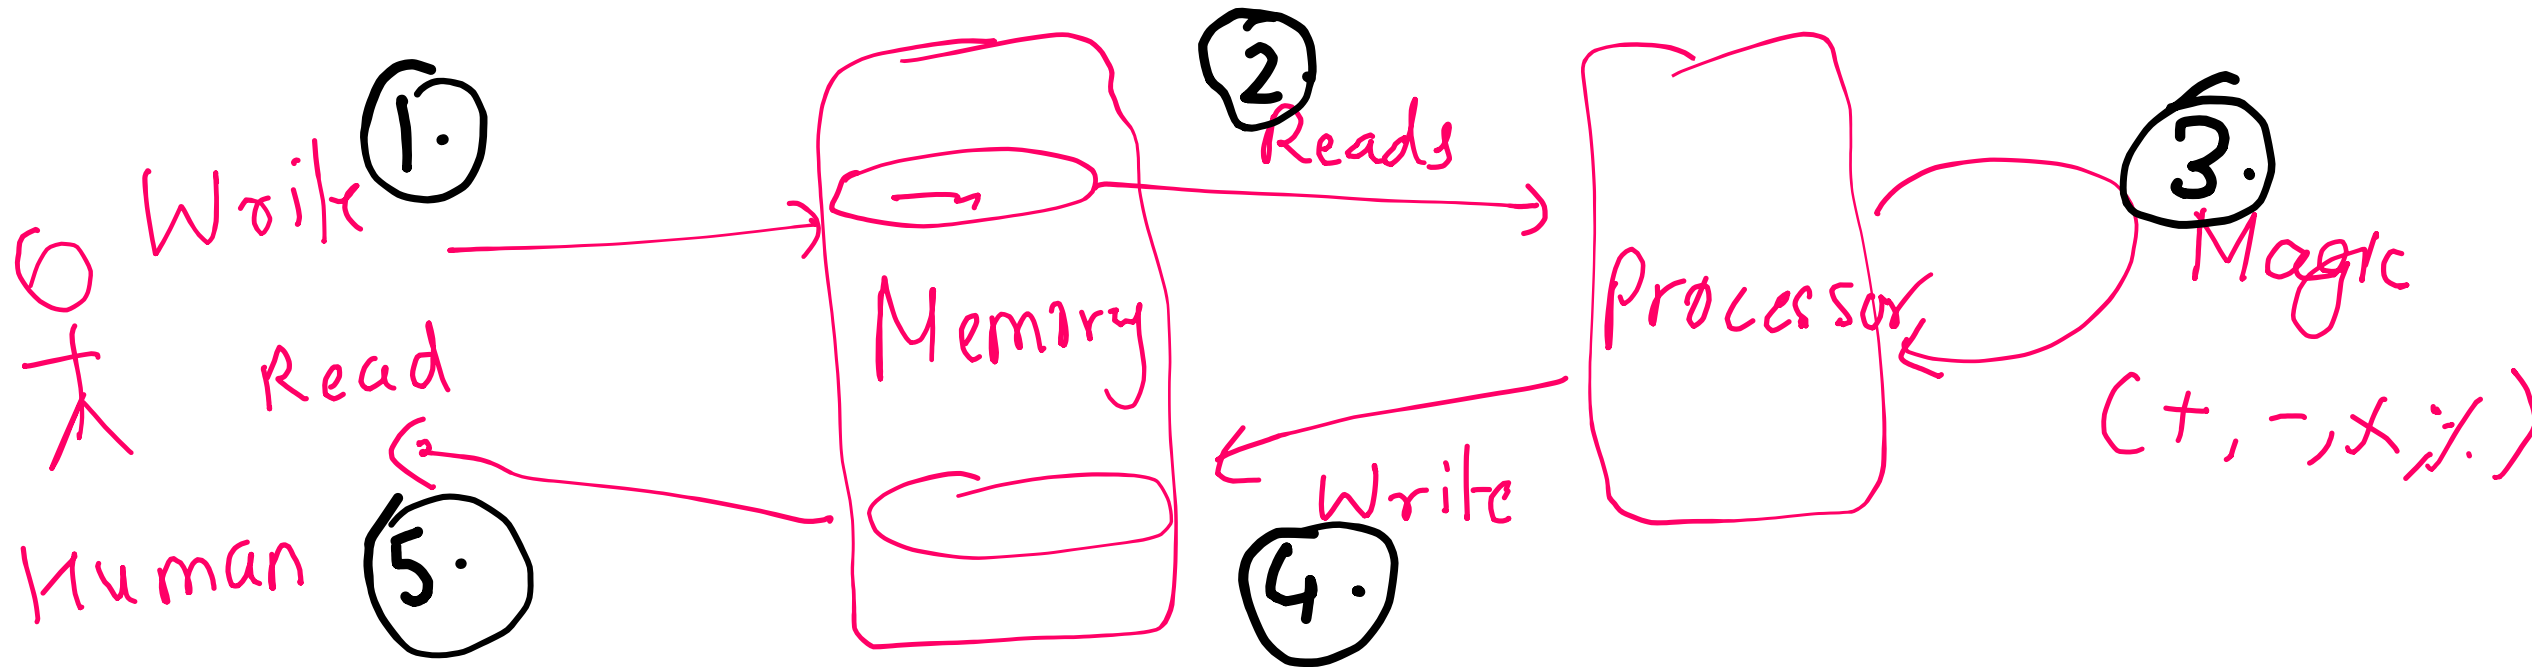 1.
Write
2.
Reads
3.
Magic
(+, -, x, %)
Memory
Processor
Read
Write
4.
Human
5.